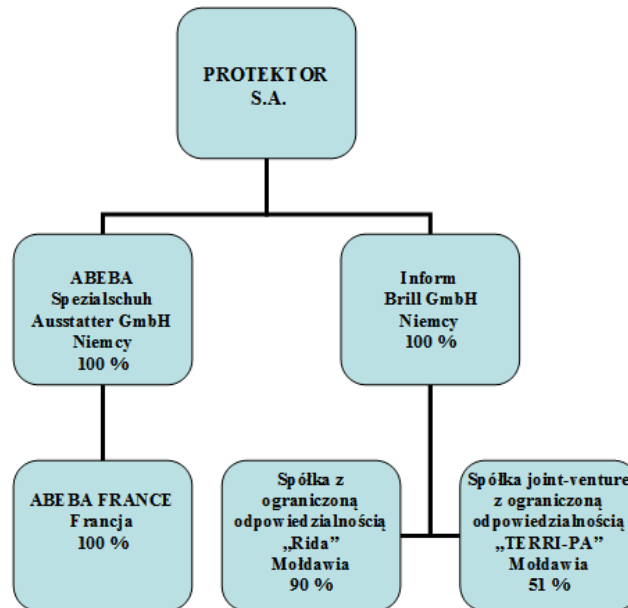 PROTEKTOR
S.A.
ABEBA
Spezialschuh
Ausstatter GmbH
Niemcy
100 %
Inform
Brill GmbH
Niemcy
100 %
ABEBA FRANCE
Francja
100 %
Spółka z
ograniczoną
odpowiedzialnością
„Rida”
Mołdawia
90 %
Spółka joint-venture
z ograniczoną
odpowiedzialnością
„TERRI-PA”
Mołdawia
51 %